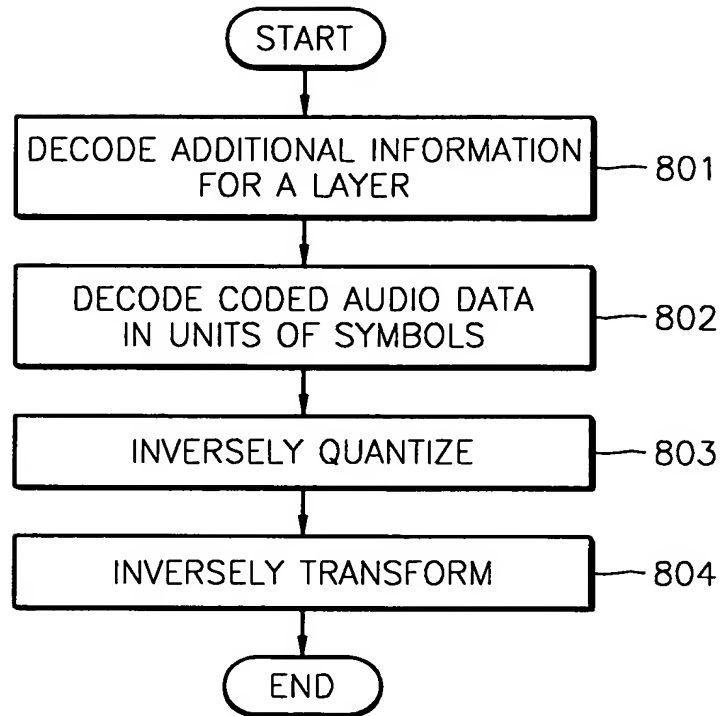 START
DECODE ADDITIONAL INFORMATION
FOR A LAYER
801
DECODE CODED AUDIO DATA
IN UNITS OF SYMBOLS
802
INVERSELY QUANTIZE
803
INVERSELY TRANSFORM
804
END